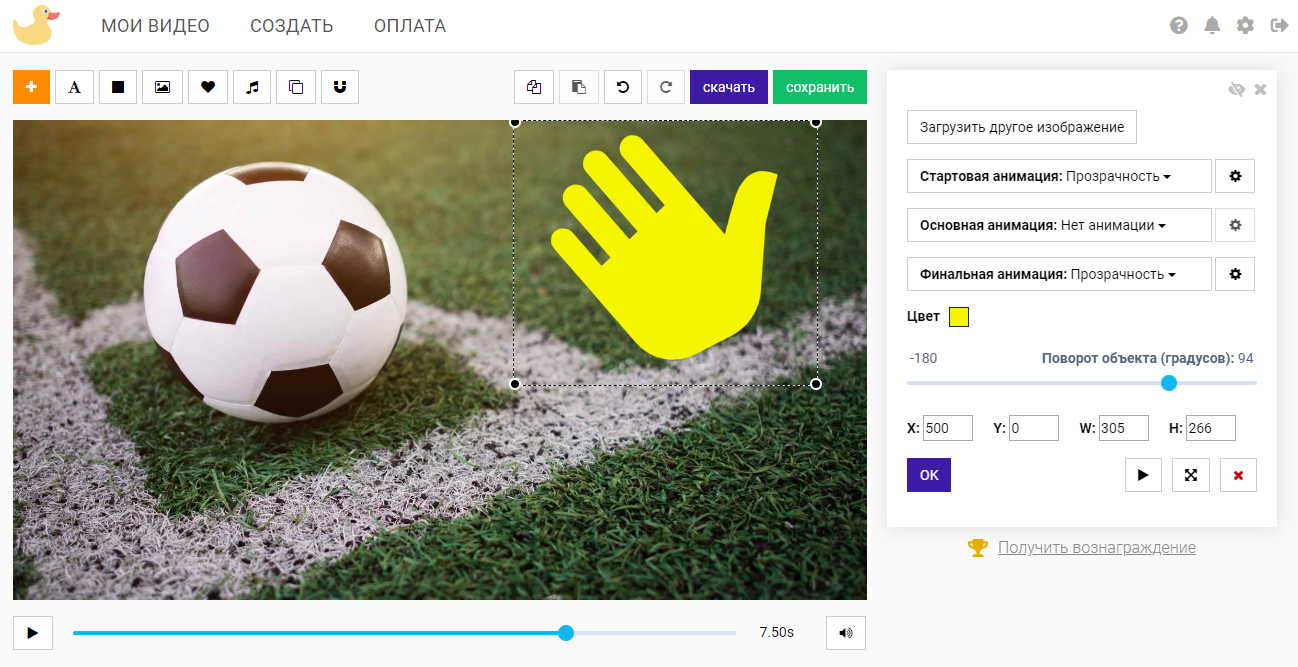 МОИ ВИДЕО СОЗДАТЬ ОПЛАТА
A скачать сохранить
Загрузить другое изображение
Стартовая анимация: Прозрачность
Основная анимация: Нет анимации
Финальная анимация: Прозрачность
Цвет
-180 Поворот объекта (градусов): 94
X: 500 Y: 0 W: 305 H: 266
OK
Получить вознаграждение
7.50s